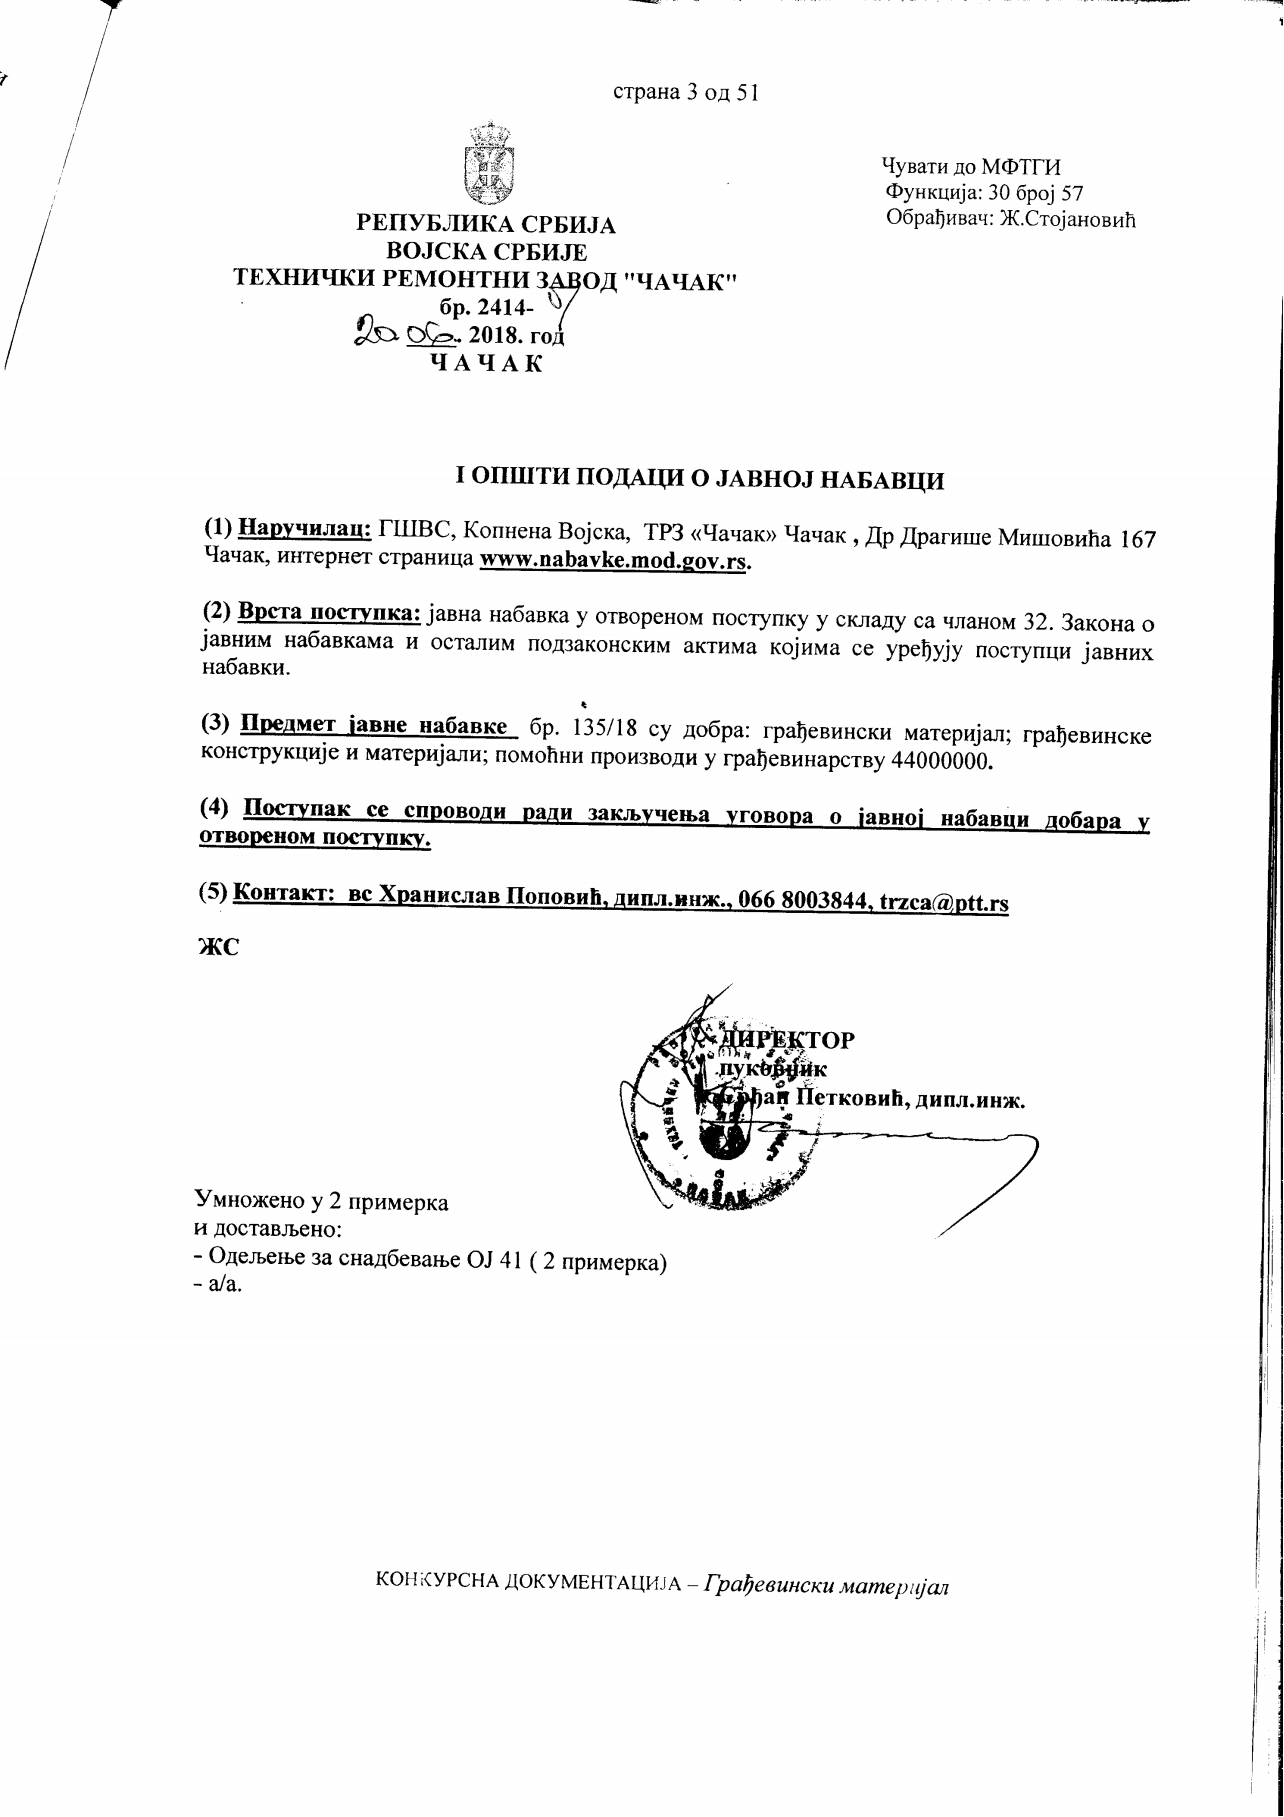 страна 3 од 51
Чувати до МФТГИ
Функција: 30 број 57
Обрађивач: Ж.Стојановић
РЕПУБЛИКА СРБИЈА
ВОЈСКА СРБИЈЕ
ТЕХНИЧКИ РЕМОНТНИ ЗАВОД "ЧАЧАК"
бр. 2414-
20 06. 2018. год
Ч А Ч А К
I ОПШТИ ПОДАЦИ О ЈАВНОЈ НАБАВЦИ
(1) Наручилац: ГШВС, Копнена Војска, ТРЗ «Чачак» Чачак , Др Драгише Мишовића 167
Чачак, интернет страница www.nabavke.mod.gov.rs.
(2) Врста поступка: јавна набавка у отвореном поступку у складу са чланом 32. Закона о
јавним набавкама и осталим подзаконским актима којима се уређују поступци јавних
набавки.
(3) Предмет јавне набавке бр. 135/18 су добра: грађевински материјал; грађевинске
конструкције и материјали; помоћни производи у грађевинарству 44000000.
(4) Поступак се спроводи ради закључења уговора о јавној набавци добара у
отвореном поступку.
(5) Контакт: вс Хранислав Поповић, дипл.инж., 066 8003844, trzca@ptt.rs
ЖС
ДИРЕКТОР
пуковник
Срђан Петковић, дипл.инж.
Умножено у 2 примерка
и достављено:
- Одељење за снадбевање ОЈ 41 ( 2 примерка)
- а/а.
КОНКУРСНА ДОКУМЕНТАЦИЈА – Грађевински материјал